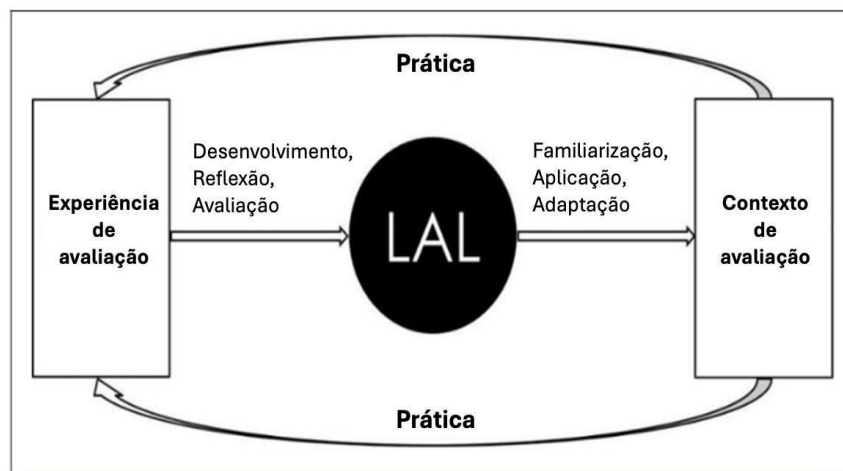 Prática
Desenvolvimento,
Reflexão,
Avaliação
Familiarização,
Aplicação,
Adaptação
Experiência
de
avaliação
LAL
Contexto
de
avaliação
Prática